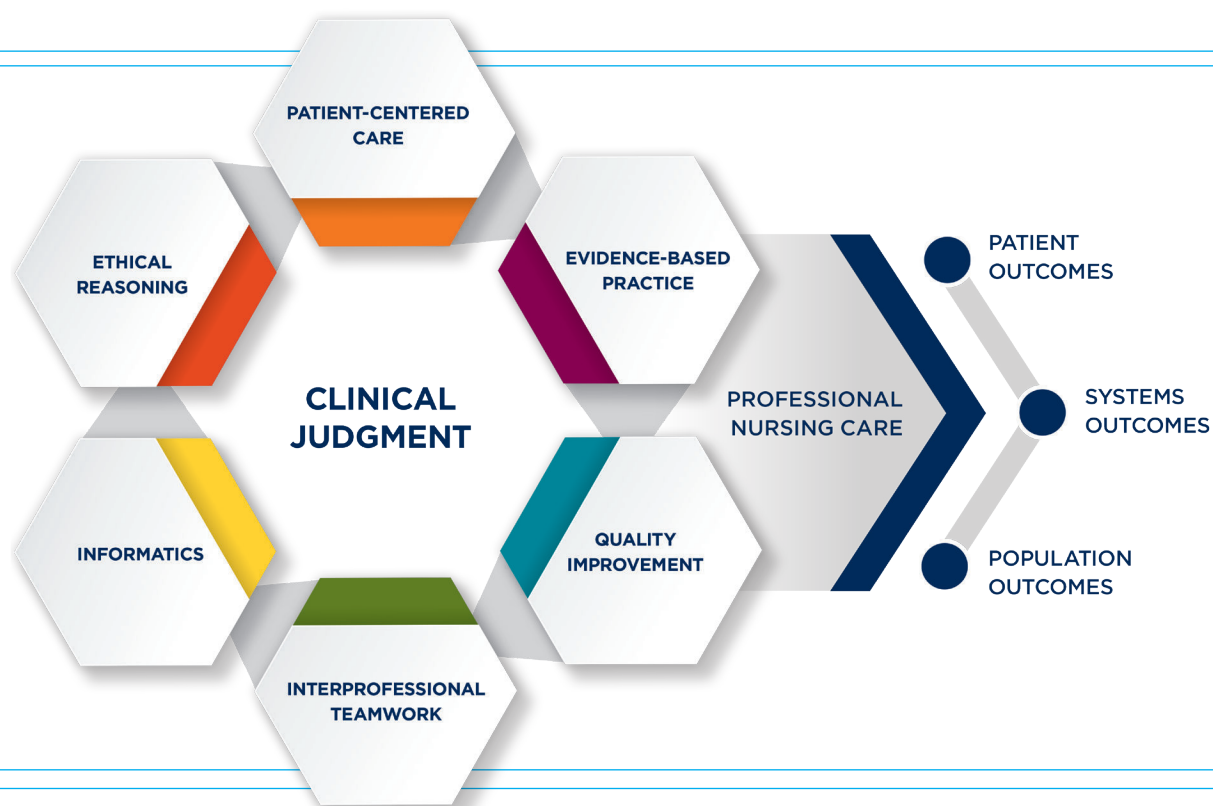 PATIENT-CENTERED
CARE
ETHICAL
REASONING
EVIDENCE-BASED
PRACTICE
CLINICAL
JUDGMENT
INFORMATICS
QUALITY
IMPROVEMENT
INTERPROFESSIONAL
TEAMWORK
PROFESSIONAL
NURSING CARE
PATIENT
OUTCOMES
SYSTEMS
OUTCOMES
POPULATION
OUTCOMES